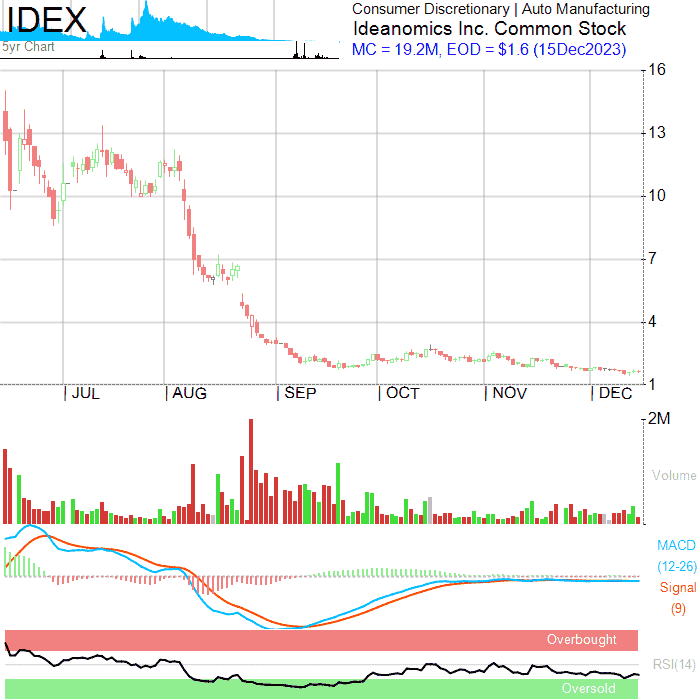 IDEX
5yr Chart
Consumer Discretionary | Auto Manufacturing
Ideanomics Inc. Common Stock
MC = 19.2M, EOD = $1.6 (15Dec2023)
16
13
10
7
4
1
| JUL | AUG | SEP | OCT | NOV | DEC
2M
Volume
MACD
(12-26)
Signal
(9)
Overbought
RSI(14)
Oversold